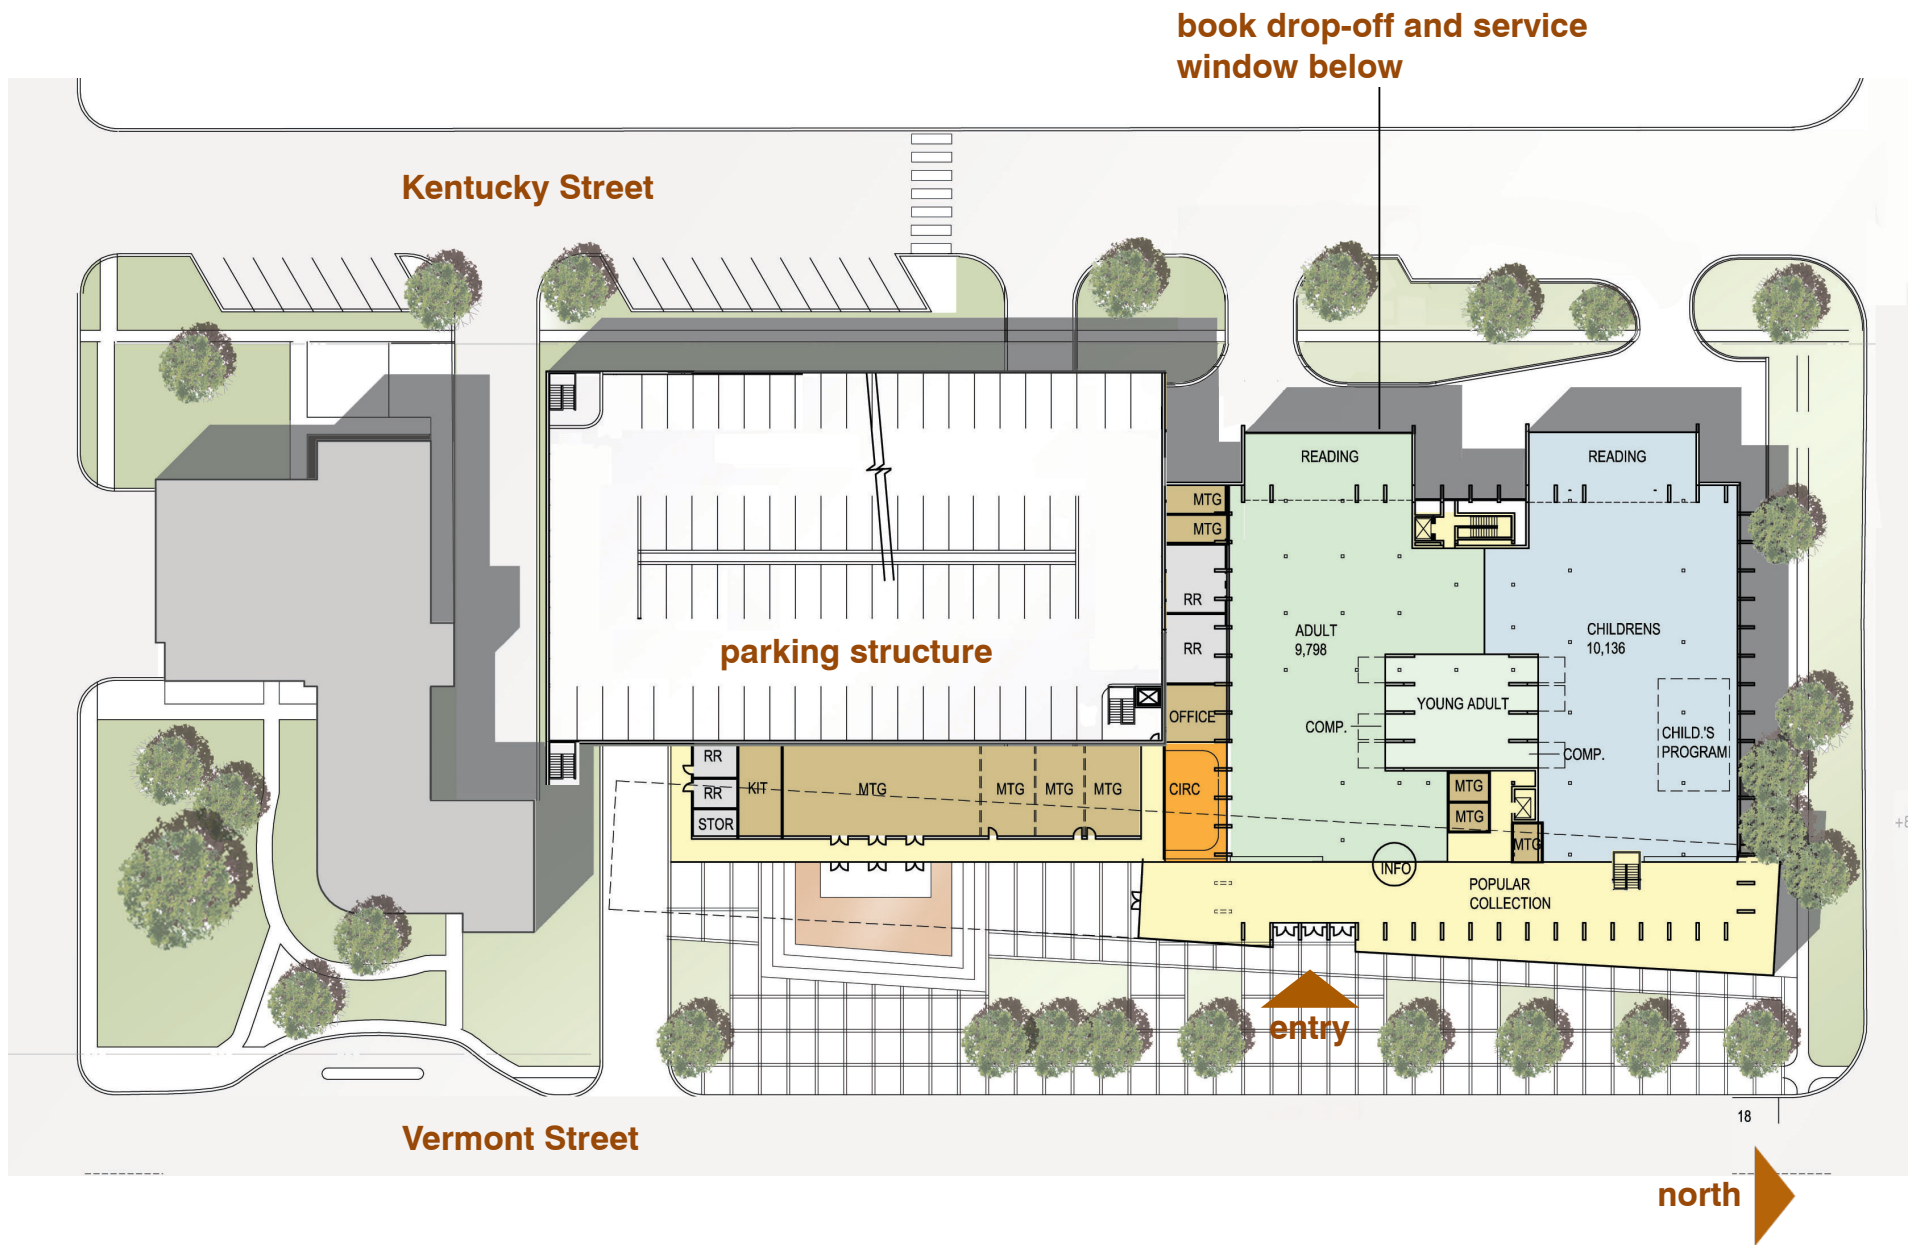 book drop-off and service
window below
Kentucky Street
READING
READING
MTG
MTG
RR
RR
ADULT
9,798
CHILDRENS
10,136
parking structure
OFFICE
YOUNG ADULT
COMP.
COMP.
CHILD.'S
PROGRAM
RR
RR
STOR
KIT
MTG
MTG
MTG
MTG
CIRC
MTG
MTG
MTG
INFO
POPULAR
COLLECTION
entry
Vermont Street
18
north